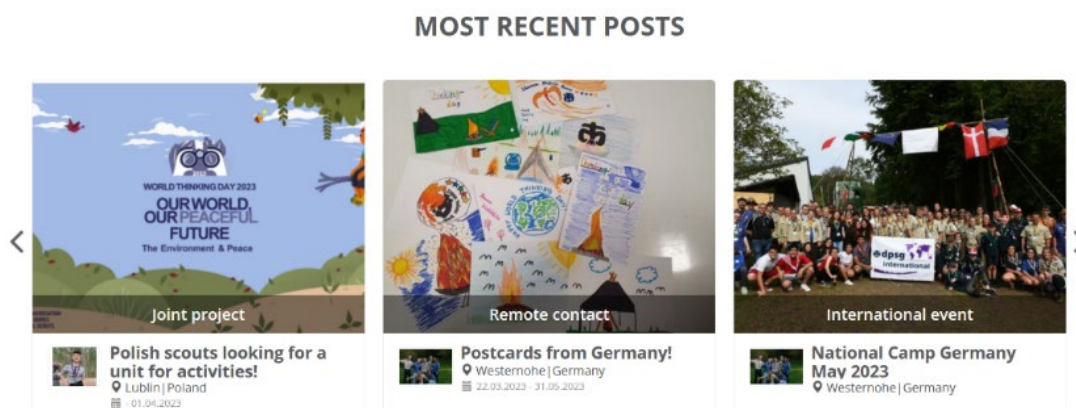 MOST RECENT POSTS
WORLD THINKING DAY 2023
OUR WORLD,
OUR PEACEFUL
FUTURE
The Environment & Peace
Joint project
Polish scouts looking for a
unit for activities!
Lublin|Poland
- 01.04.2023
Thinking
day
Remote contact
Postcards from Germany!
Westernohe|Germany
22.03.2023 - 31.05.2023
dpsg
international
International event
National Camp Germany
May 2023
Westernohe|Germany